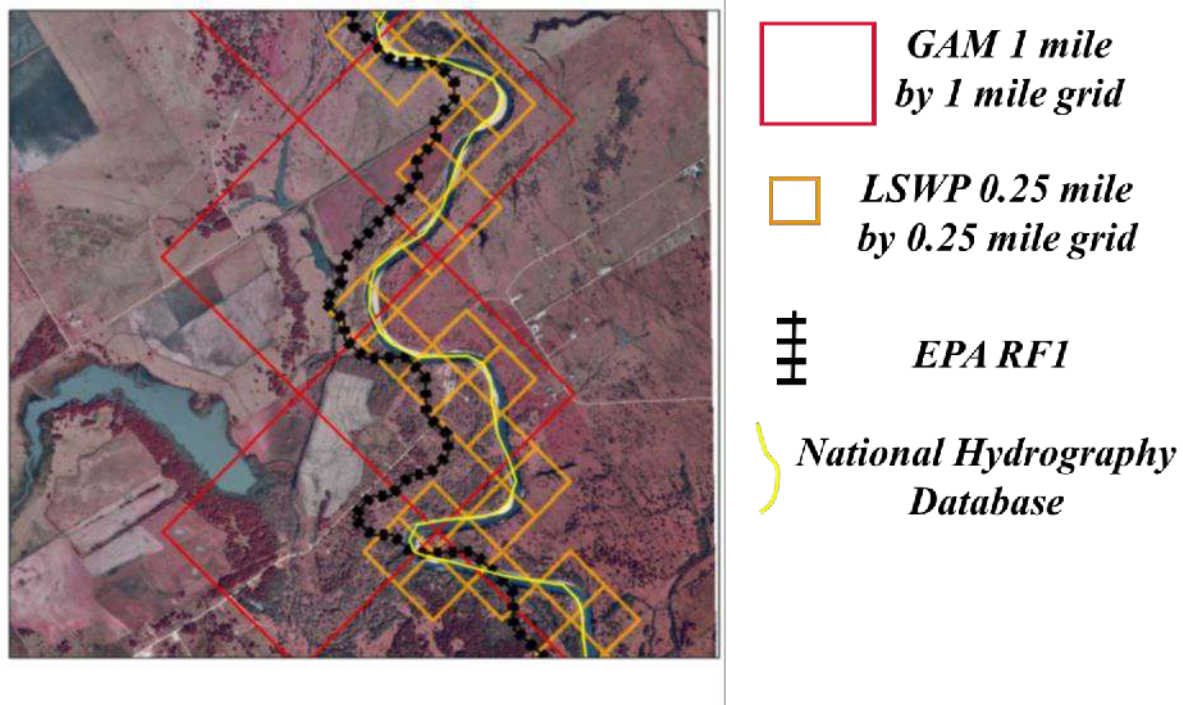 GAM 1 mile
by 1 mile grid
LSWP 0.25 mile
by 0.25 mile grid
EPA RF1
National Hydrography
Database